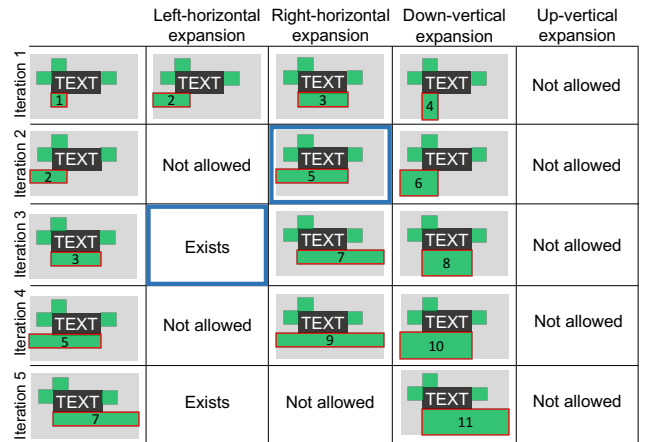 Left-horizontal expansion
Right-horizontal expansion
Down-vertical expansion
Up-vertical expansion
Iteration 1
TEXT
1
TEXT
2
TEXT
3
TEXT
4
Not allowed
Iteration 2
TEXT
2
Not allowed
TEXT
5
TEXT
6
Not allowed
Iteration 3
TEXT
3
Exists
TEXT
7
TEXT
8
Not allowed
Iteration 4
TEXT
5
Not allowed
TEXT
9
TEXT
10
Not allowed
Iteration 5
TEXT
7
Exists
Not allowed
TEXT
11
Not allowed